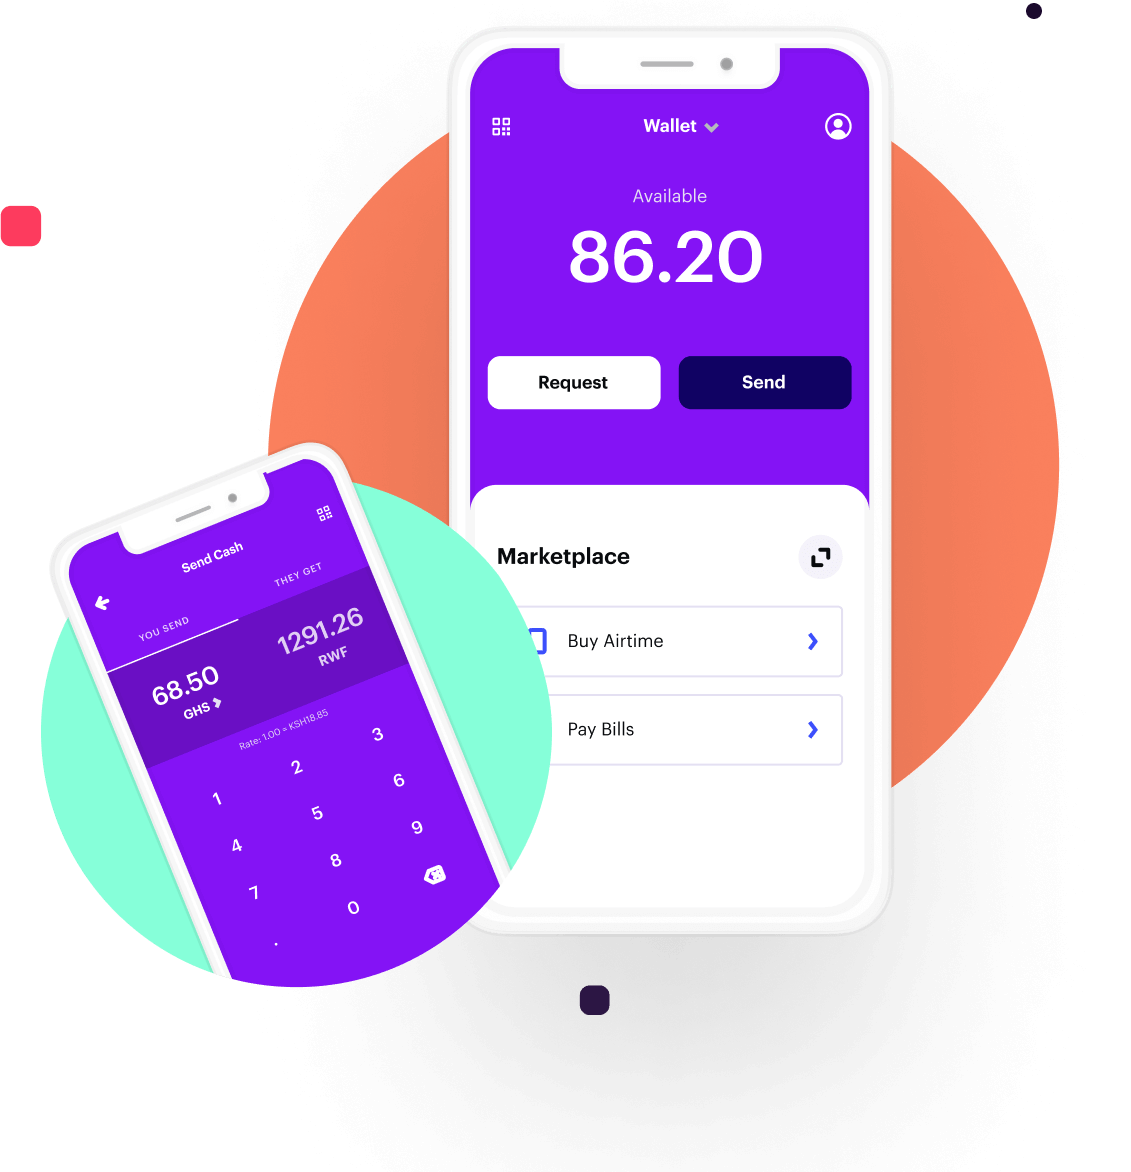 Wallet
Available
86.20
Request
Send
Marketplace
Buy Airtime
Pay Bills
Send Cash
YOU SEND
THEY GET
68.50
GHS
1291.26
RWF
Rate: 1.00 = KSH18.85
1 2 3
4 5 6
7 8 9
. 0